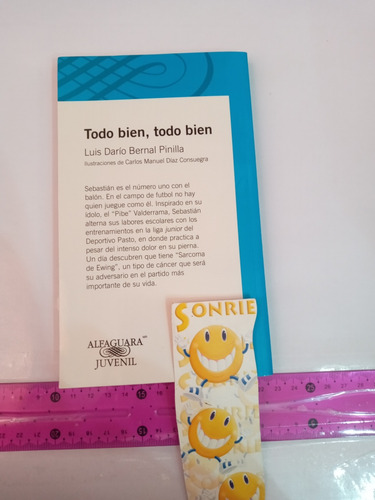 Todo bien, todo bien
Luis Darío Bernal Pinilla
Ilustraciones de Carlos Manuel Díaz Consuegra
Sebastián es el número uno con el
balón. En el campo de futbol no hay
quien juegue como él. Inspirado en su
ídolo, el "Pibe" Valderrama, Sebastián
alterna sus labores escolares con los
entrenamientos en la liga junior del
Deportivo Pasto, en donde practica a
pesar del intenso dolor en su pierna.
Un día descubren que tiene "Sarcoma
de Ewing", un tipo de cáncer que será
su adversario en el partido más
importante de su vida.
ALFAGUARA
JUVENIL
SONRIE